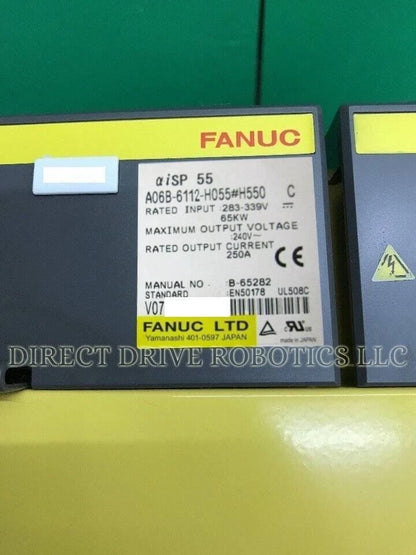 FANUC
αiSP 55
A06B-6112-H055#H550 C
RATED INPUT :283-339V
65KW
MAXIMUM OUTPUT VOLTAGE
:240V~
RATED OUTPUT CURRENT
250A
CE
MANUAL NO. :B-65282
STANDARD :EN50178 UL508C
V07
FANUC LTD
Yamanashi 401-0597 JAPAN
c RU us
made in JAPAN
DIRECT DRIVE ROBOTICS LLC